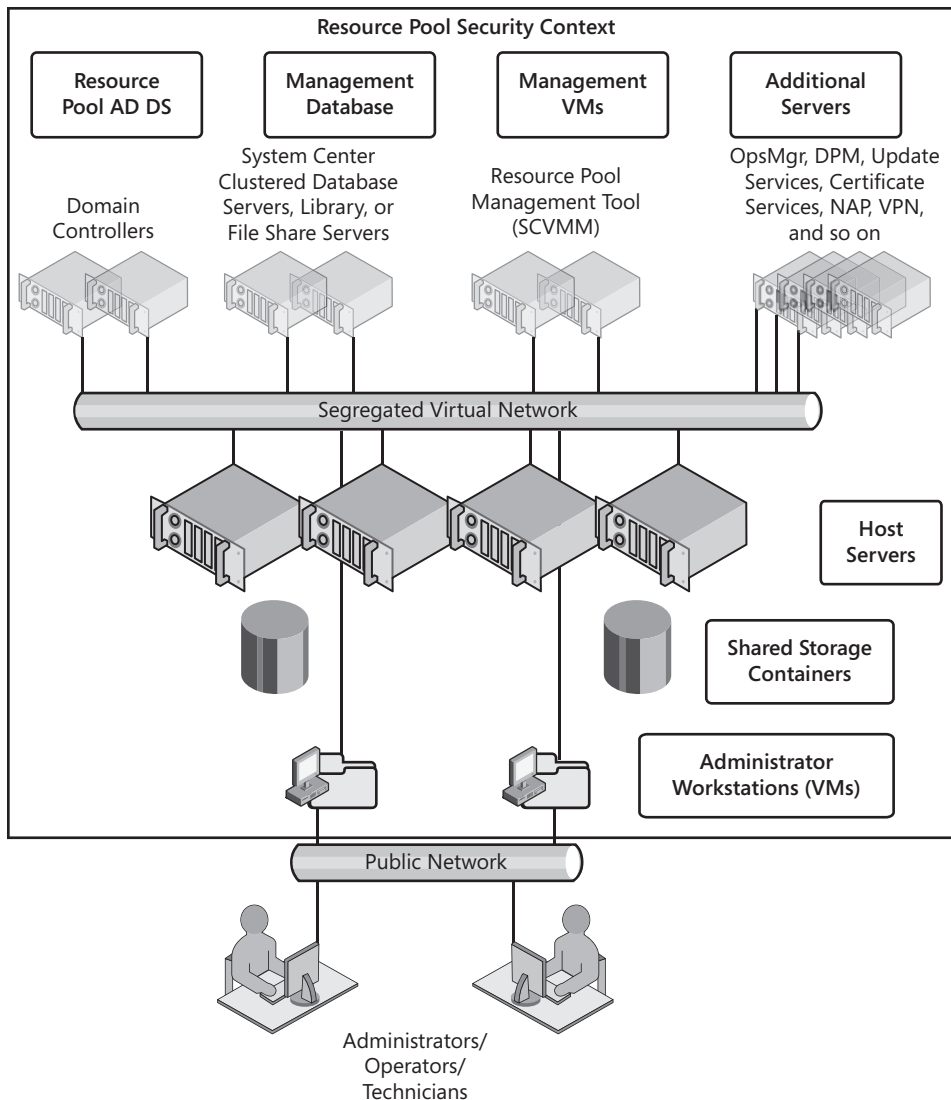 Resource Pool Security Context
Resource
Pool AD DS
Management
Database
Management
VMs
Additional
Servers
Domain
Controllers
System Center
Clustered Database
Servers, Library, or
File Share Servers
Resource Pool
Management Tool
(SCVMM)
OpsMgr, DPM, Update
Services, Certificate
Services, NAP, VPN,
and so on
Segregated Virtual Network
Host
Servers
Shared Storage
Containers
Administrator
Workstations (VMs)
Public Network
Administrators/
Operators/
Technicians